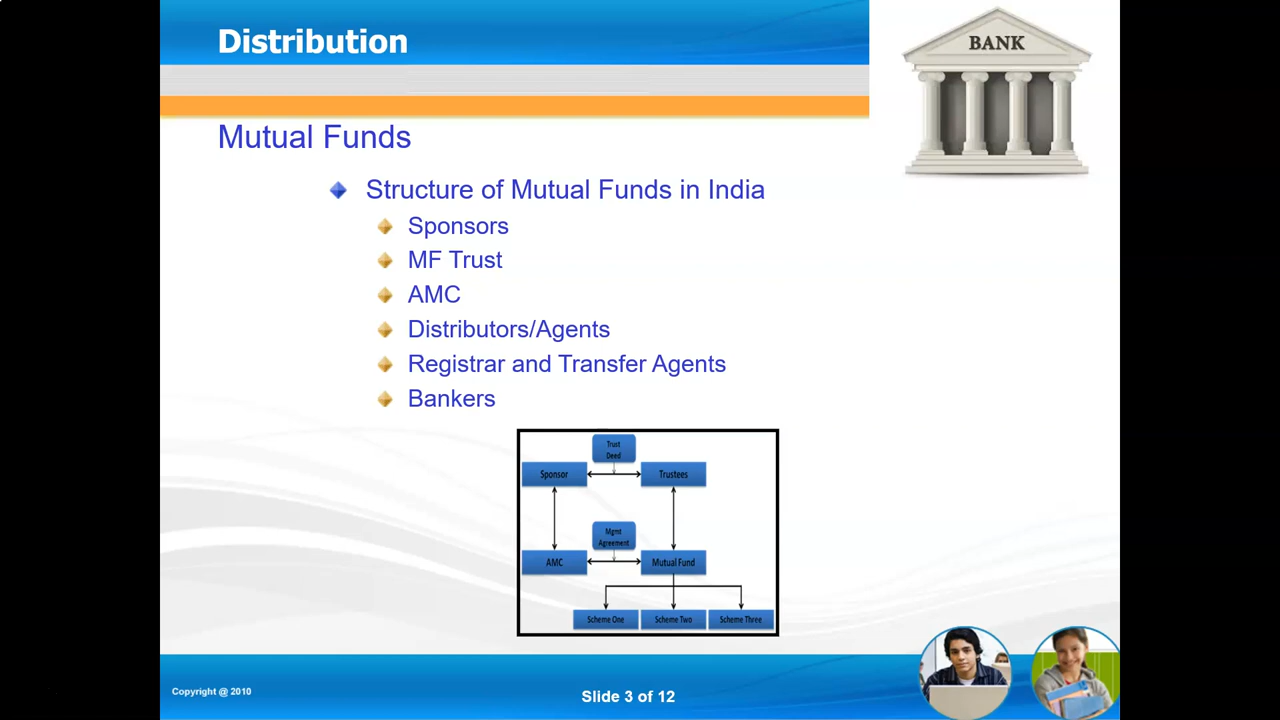 Distribution
BANK
Mutual Funds
Structure of Mutual Funds in India
Sponsors
MF Trust
AMC
Distributors/Agents
Registrar and Transfer Agents
Bankers
Trust
Deed
Sponsor
Trustees
Mgmt
Agreement
AMC
Mutual Fund
Scheme One
Scheme Two
Scheme Three
Copyright @ 2010
Slide 3 of 12